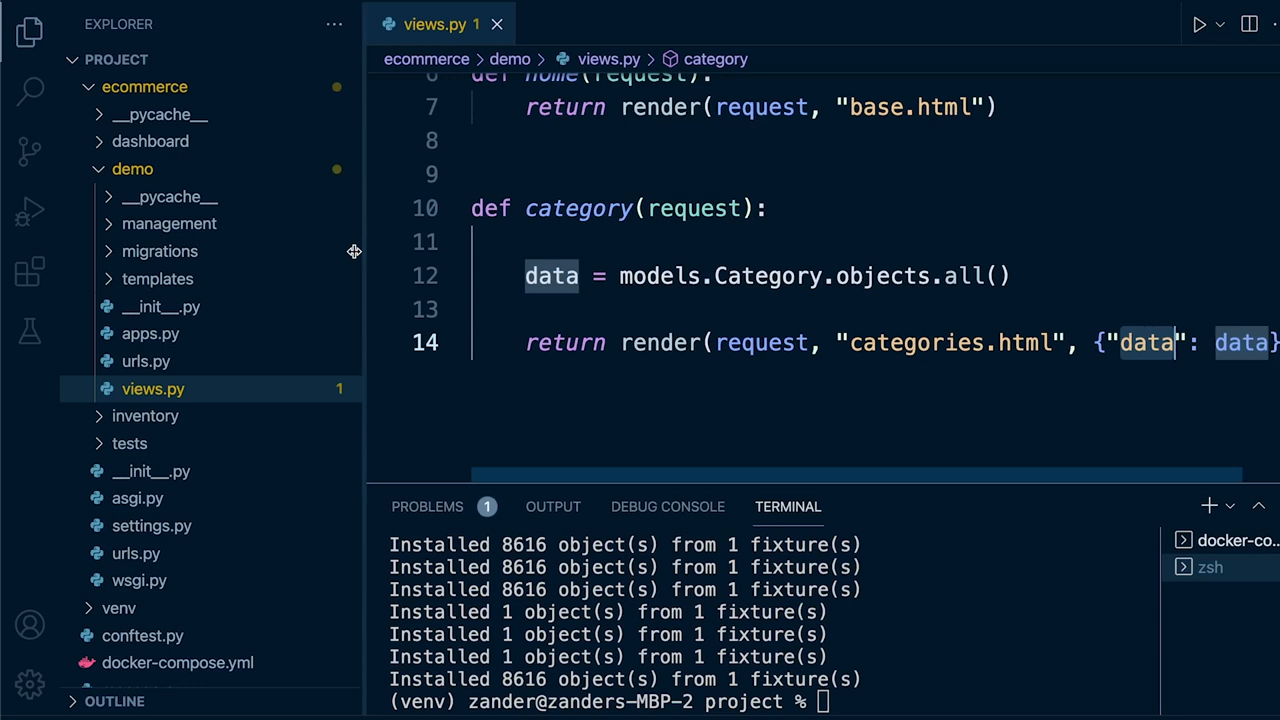 EXPLORER
PROJECT
ecommerce
__pycache__
dashboard
demo
__pycache__
management
migrations
templates
__init__.py
apps.py
urls.py
views.py 1
inventory
tests
__init__.py
asgi.py
settings.py
urls.py
wsgi.py
venv
conftest.py
docker-compose.yml
OUTLINE
views.py 1
ecommerce > demo > views.py > category
6 def home(request):
7 return render(request, "base.html")
8
9
10 def category(request):
11
12 data = models.Category.objects.all()
13
14 return render(request, "categories.html", {"data": data}
PROBLEMS 1 OUTPUT DEBUG CONSOLE TERMINAL
Installed 8616 object(s) from 1 fixture(s)
Installed 8616 object(s) from 1 fixture(s)
Installed 8616 object(s) from 1 fixture(s)
Installed 1 object(s) from 1 fixture(s)
Installed 1 object(s) from 1 fixture(s)
Installed 1 object(s) from 1 fixture(s)
Installed 8616 object(s) from 1 fixture(s)
(venv) zander@zanders-MBP-2 project %
docker-co...
zsh